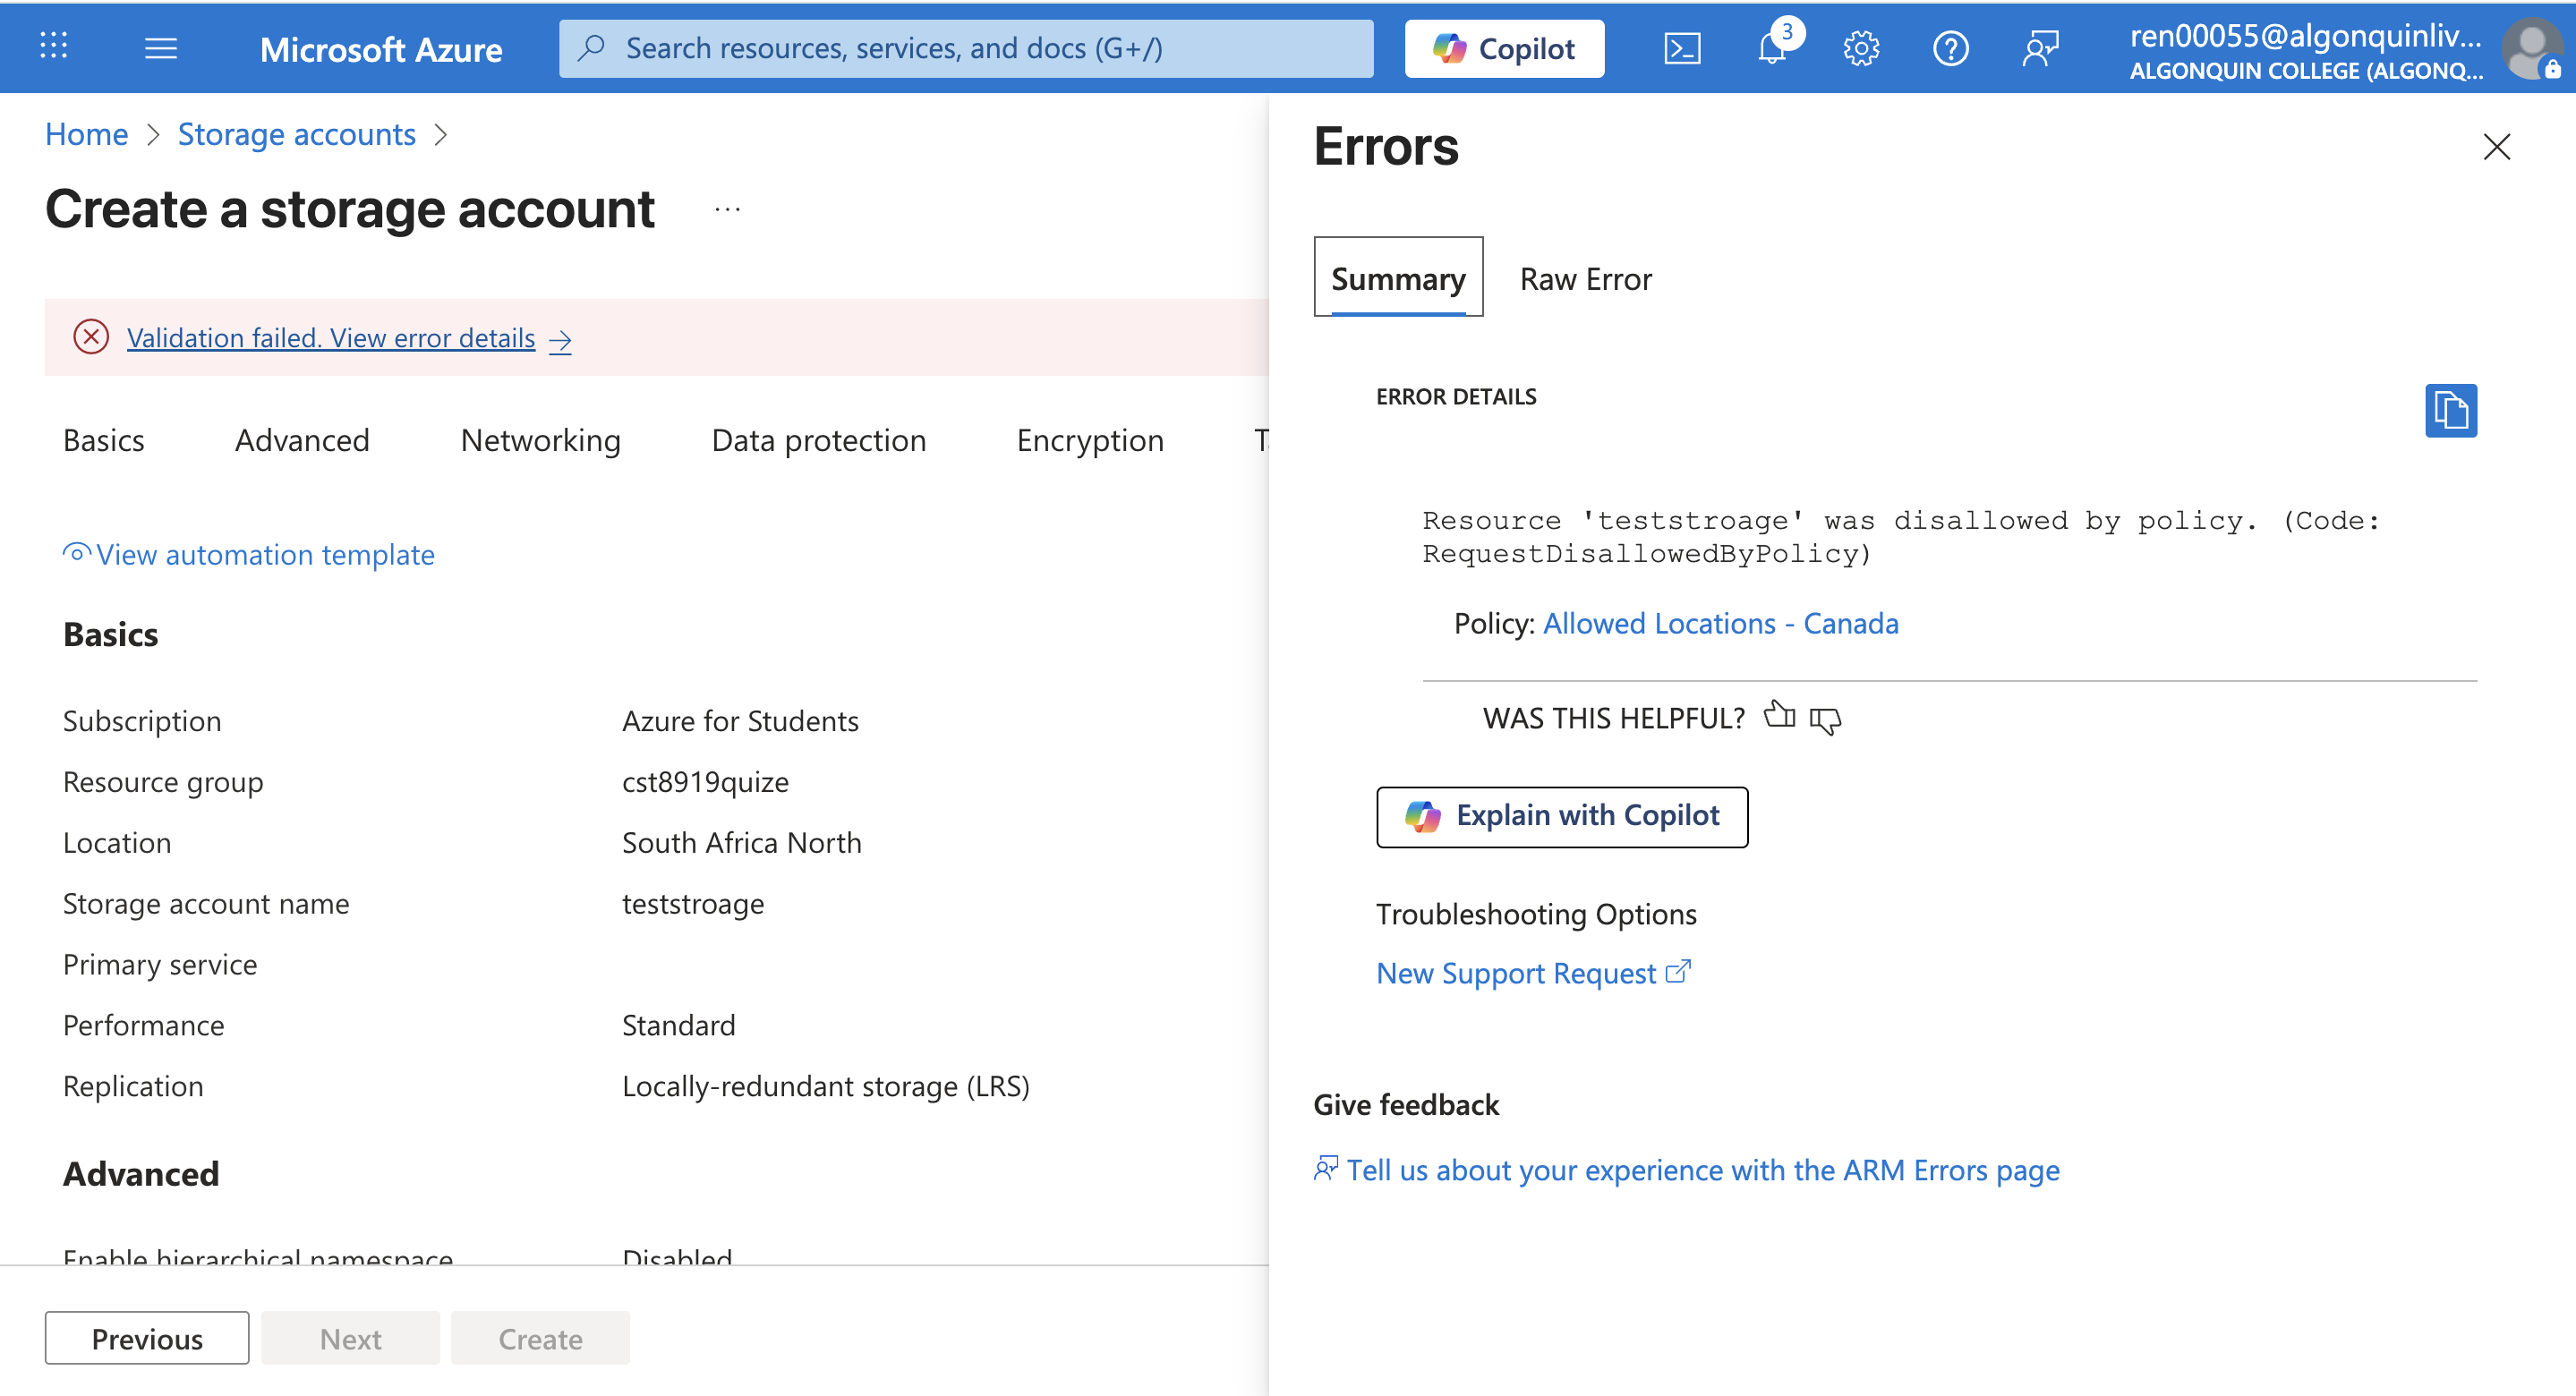 Microsoft Azure
Search resources, services, and docs (G+/)
Copilot
3
ren00055@algonquinliv...
ALGONQUIN COLLEGE (ALGONQ...
Home > Storage accounts >
Create a storage account ...
Validation failed. View error details →
Basics Advanced Networking Data protection Encryption
View automation template
Basics
Subscription Azure for Students
Resource group cst8919quize
Location South Africa North
Storage account name teststroage
Primary service
Performance Standard
Replication Locally-redundant storage (LRS)
Advanced
Enable hierarchical namespace Disabled
Previous Next Create
Errors
Summary Raw Error
ERROR DETAILS
Resource 'teststroage' was disallowed by policy. (Code:
RequestDisallowedByPolicy)
Policy: Allowed Locations - Canada
WAS THIS HELPFUL?
Explain with Copilot
Troubleshooting Options
New Support Request
Give feedback
Tell us about your experience with the ARM Errors page